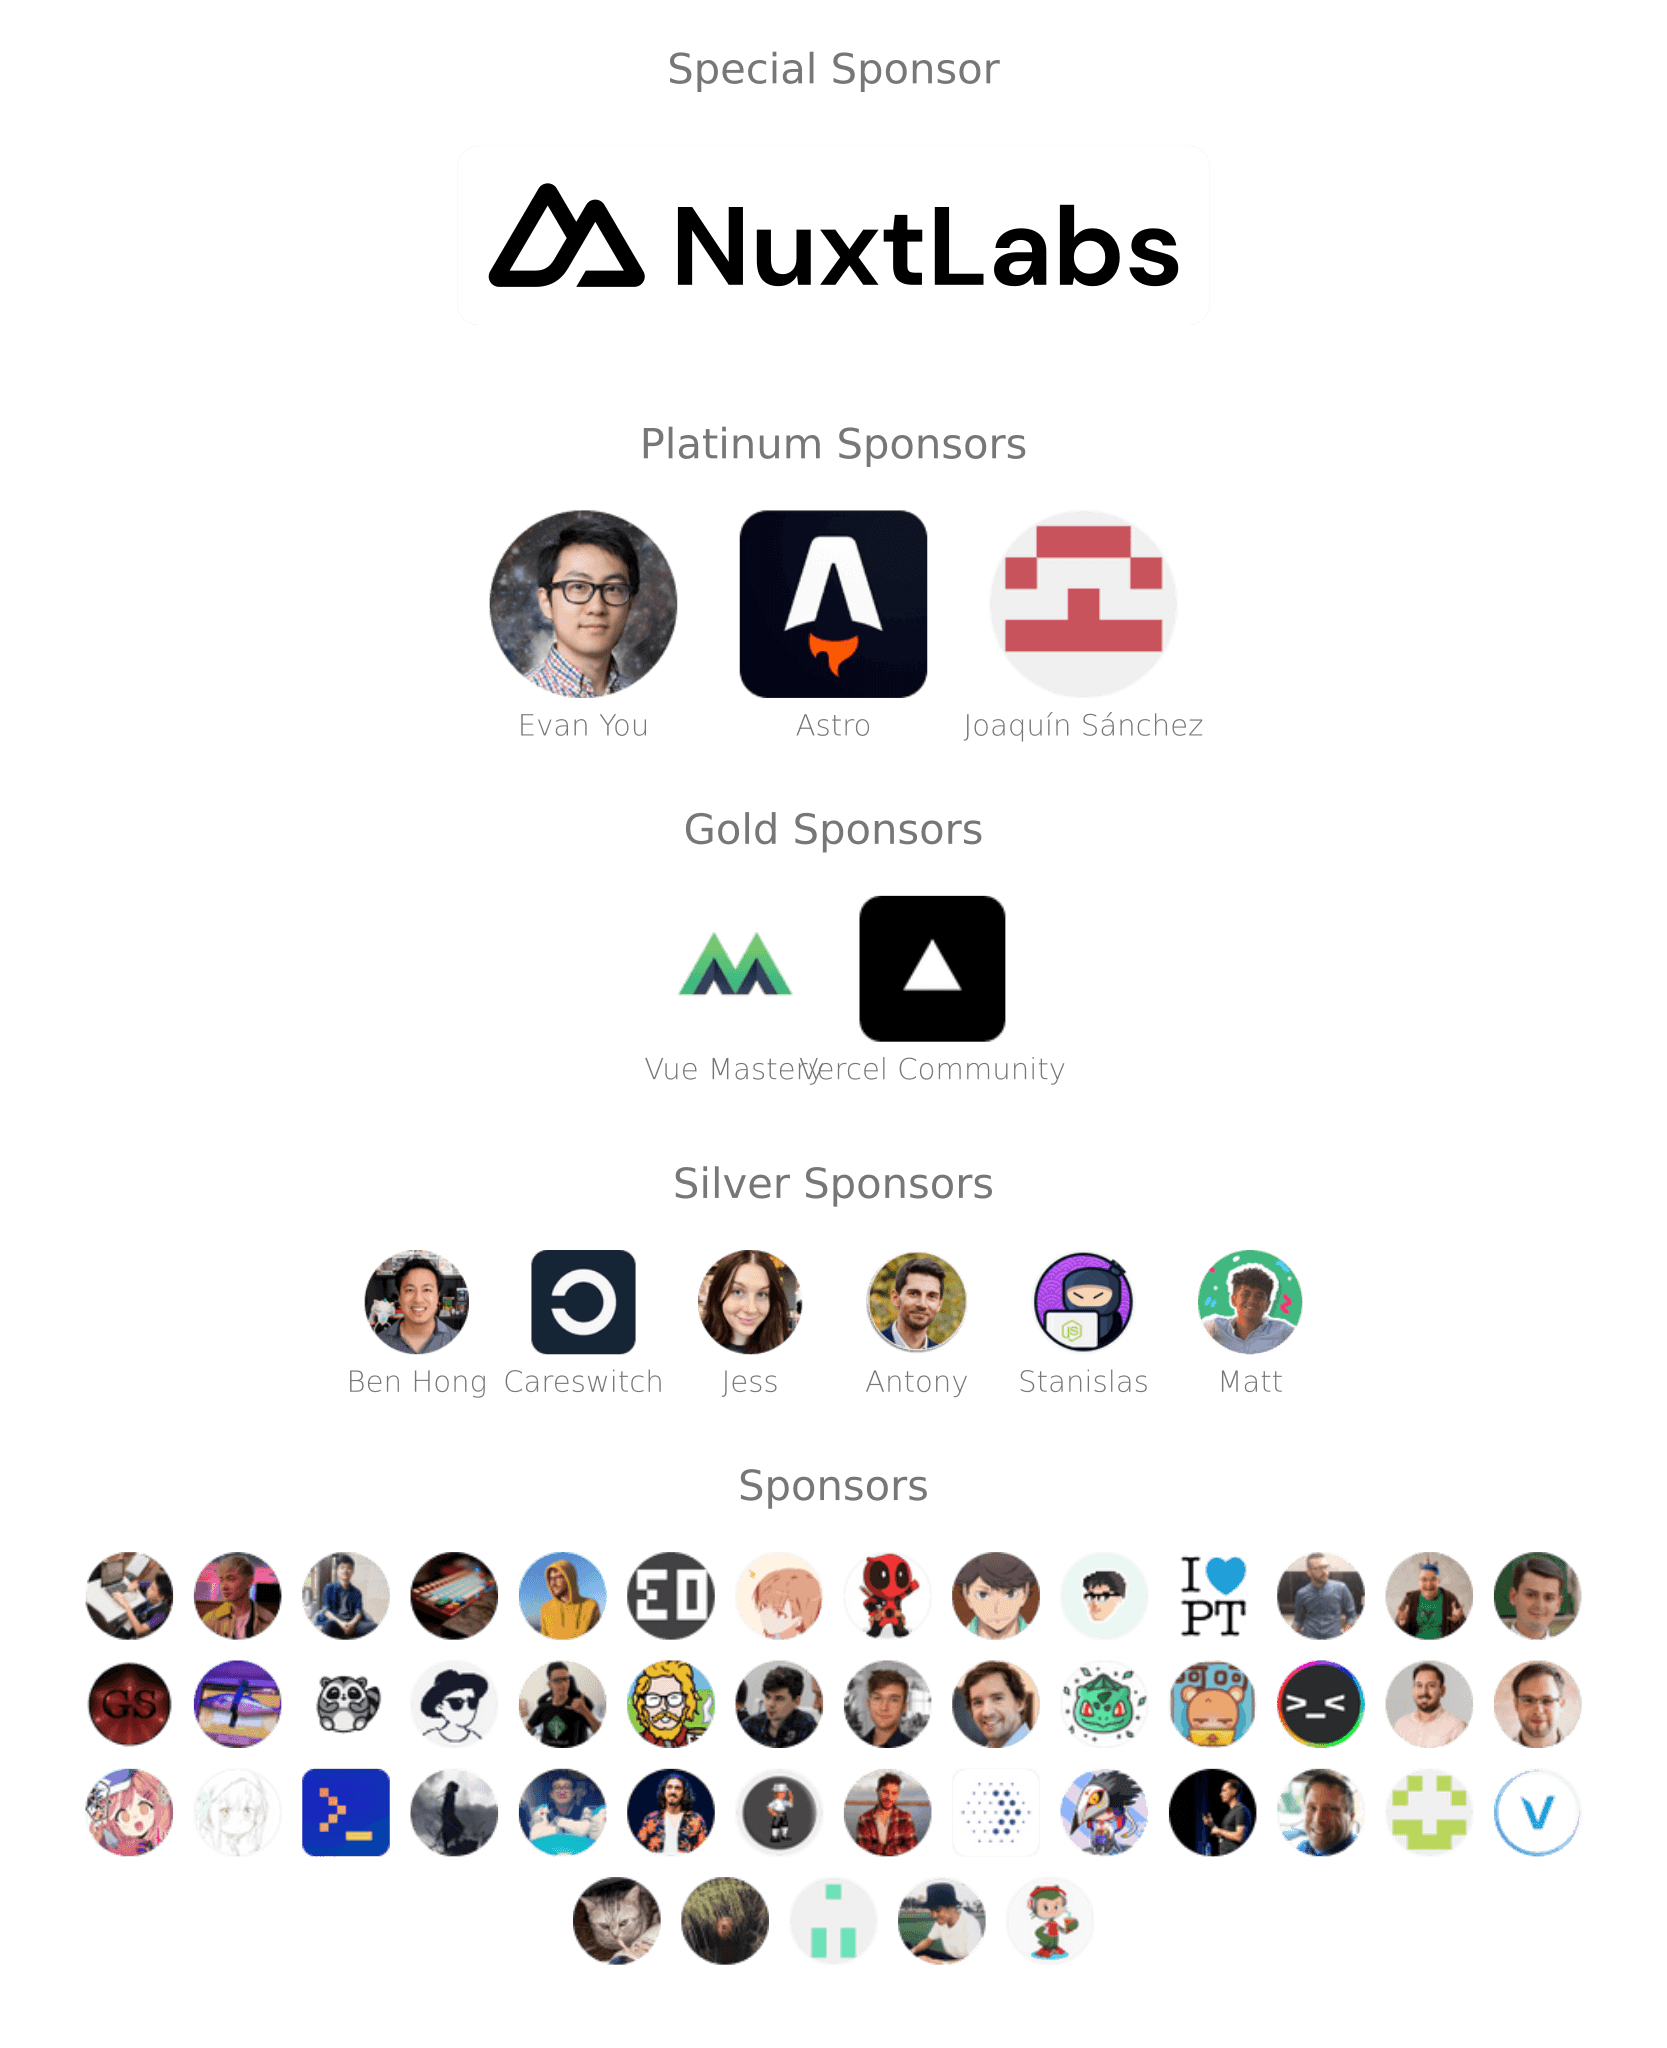 Special Sponsor
NuxtLabs
Platinum Sponsors
Evan You Astro Joaquín Sánchez
Gold Sponsors
Vue Mastery Vercel Community
Silver Sponsors
JS
Ben Hong Careswitch Jess Antony Stanislas Matt
Sponsors
I
PT
GS
>_<
V